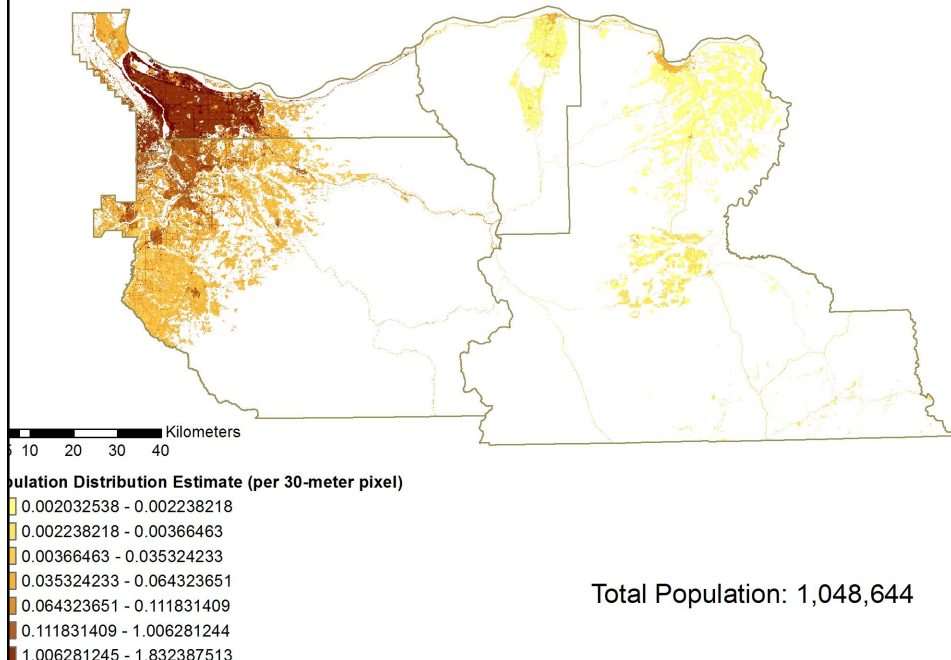 Kilometers
5 10 20 30 40
pulation Distribution Estimate (per 30-meter pixel)
0.002032538 - 0.002238218
0.002238218 - 0.00366463
0.00366463 - 0.035324233
0.035324233 - 0.064323651
0.064323651 - 0.111831409
0.111831409 - 1.006281244
1.006281245 - 1.832387513
Total Population: 1,048,644